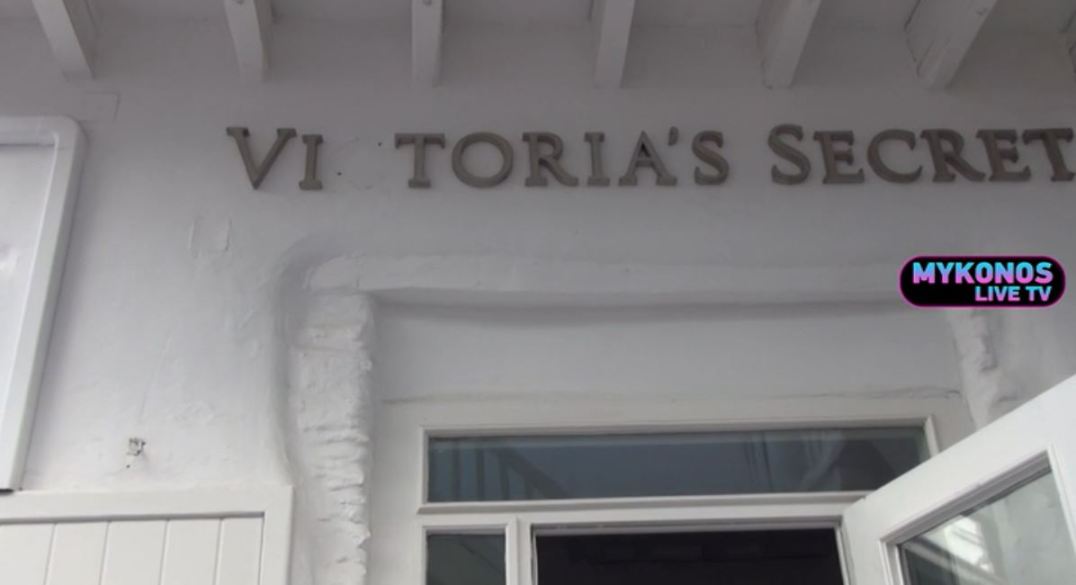 VI TORIA'S SECRET
MYKONOS
LIVE TV